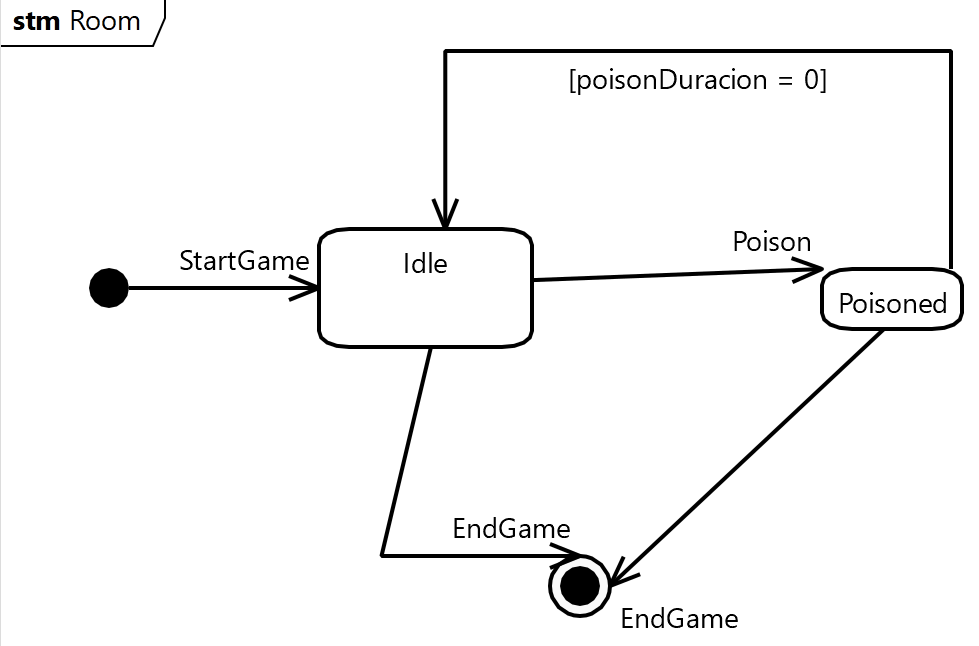 stm Room
[poisonDuracion = 0]
Poison
StartGame
Idle
Poisoned
EndGame
EndGame